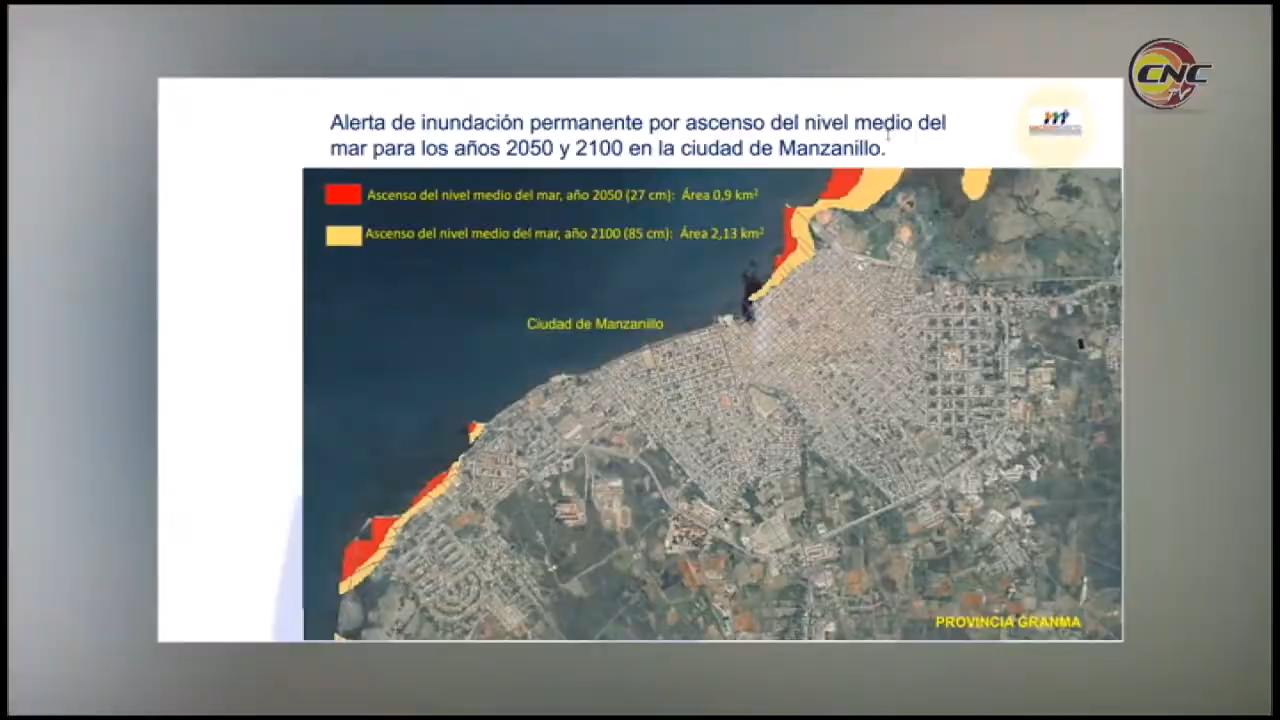 CNC
TV
Alerta de inundación permanente por ascenso del nivel medio del
mar para los años 2050 y 2100 en la ciudad de Manzanillo.
Ascenso del nivel medio del mar, año 2050 (27 cm): Área 0,9 km²
Ascenso del nivel medio del mar, año 2100 (85 cm): Área 2,13 km²
Ciudad de Manzanillo
PROVINCIA GRANMA